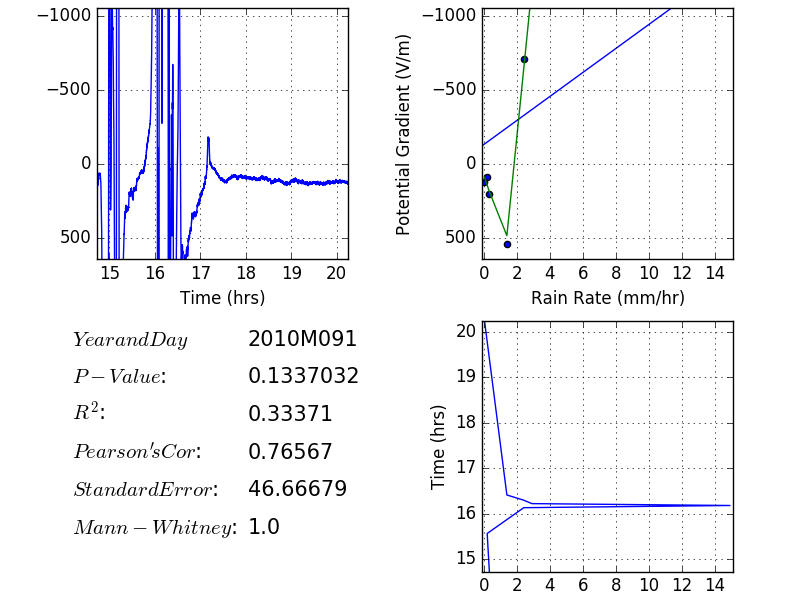 −1000
−500
0
500
15 16 17 18 19 20
Time (hrs)
Potential Gradient (V/m)
−1000
−500
0
500
0 2 4 6 8 10 12 14
Rain Rate (mm/hr)
YearandDay 2010M091
P−Value: 0.1337032
R²: 0.33371
Pearson'sCor: 0.76567
StandardError: 46.66679
Mann−Whitney: 1.0
Time (hrs)
20
19
18
17
16
15
0 2 4 6 8 10 12 14